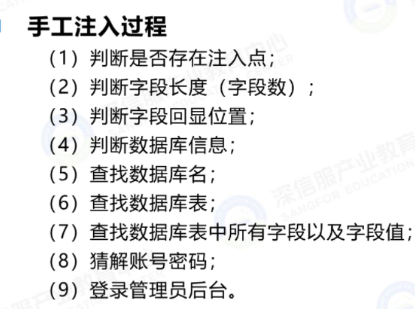 手工注入过程
（1）判断是否存在注入点；
（2）判断字段长度（字段数）；
（3）判断字段回显位置；
（4）判断数据库信息；
（5）查找数据库名；
（6）查找数据库表；
（7）查找数据库表中所有字段以及字段值；
（8）猜解账号密码；
（9）登录管理员后台。
深信服产业教育
SANGFOR EDUCATION